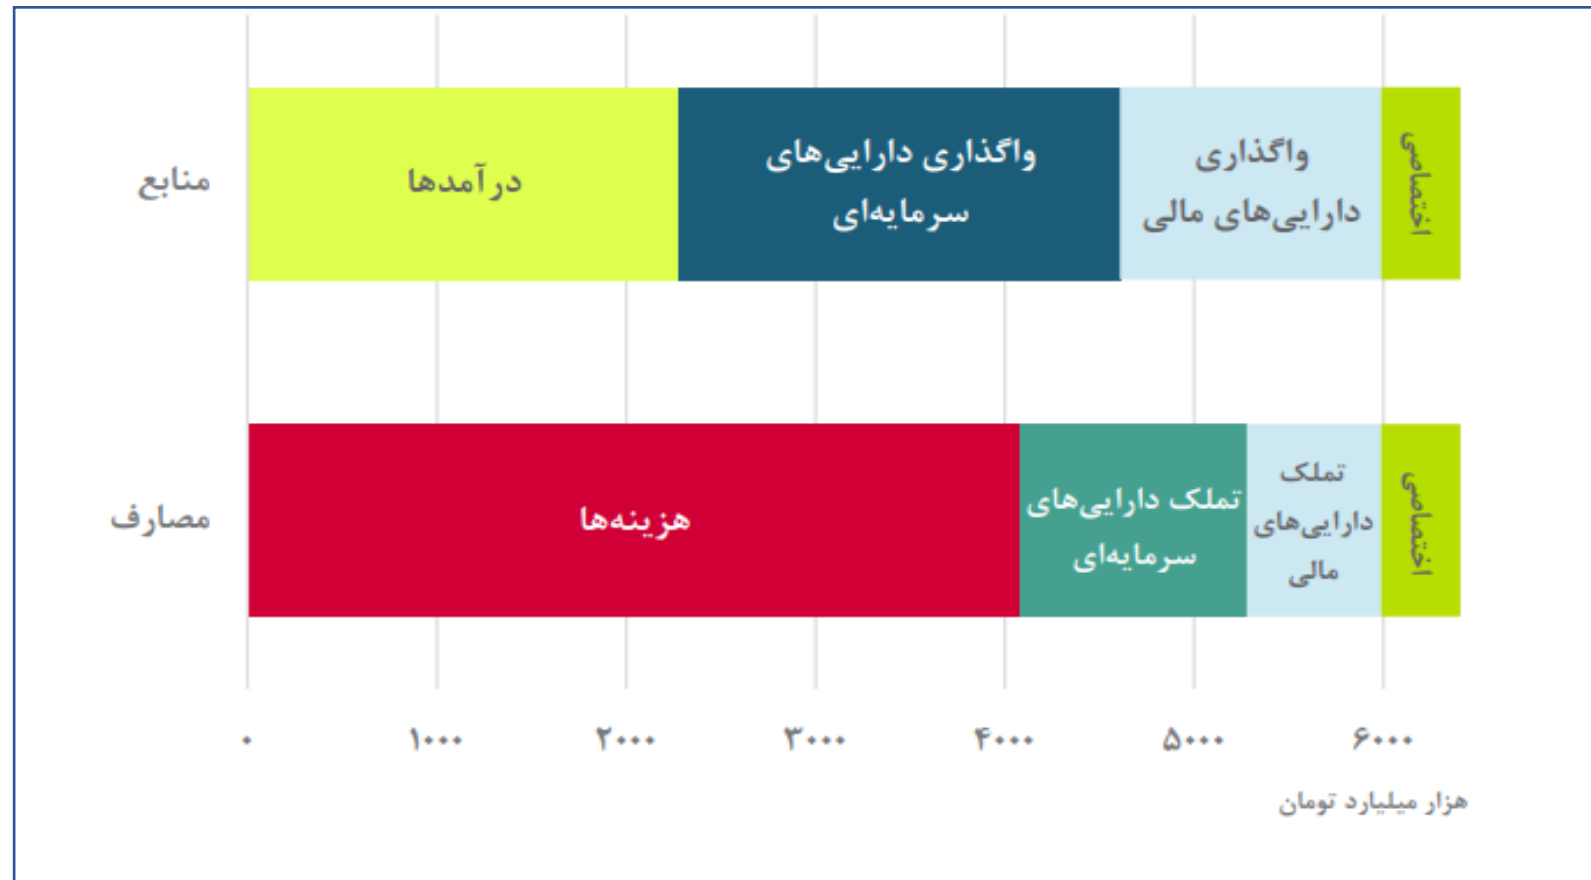 منابع
درآمدها
واگذاری دارایی‌های
سرمایه‌ای
واگذاری
دارایی‌های مالی
اختصاصی
مصارف
هزینه‌ها
تملک دارایی‌های
سرمایه‌ای
تملک
دارایی‌های
مالی
اختصاصی
۰
۱۰۰۰
۲۰۰۰
۳۰۰۰
۴۰۰۰
۵۰۰۰
۶۰۰۰
هزار میلیارد تومان